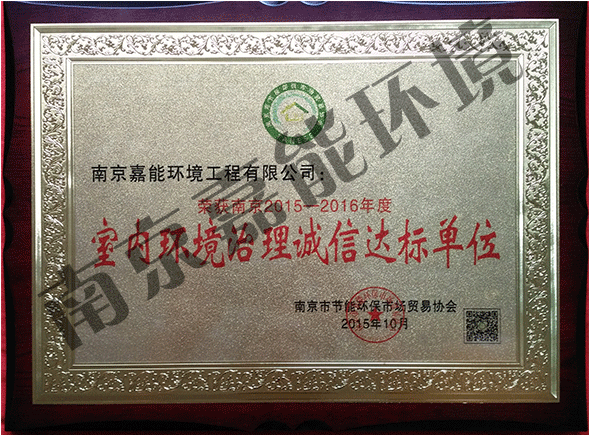 南京嘉能环境工程有限公司：
荣获南京2015—2016年度
室内环境治理诚信达标单位
南京市节能环保市场贸易协会
2015年10月
南京嘉能环境